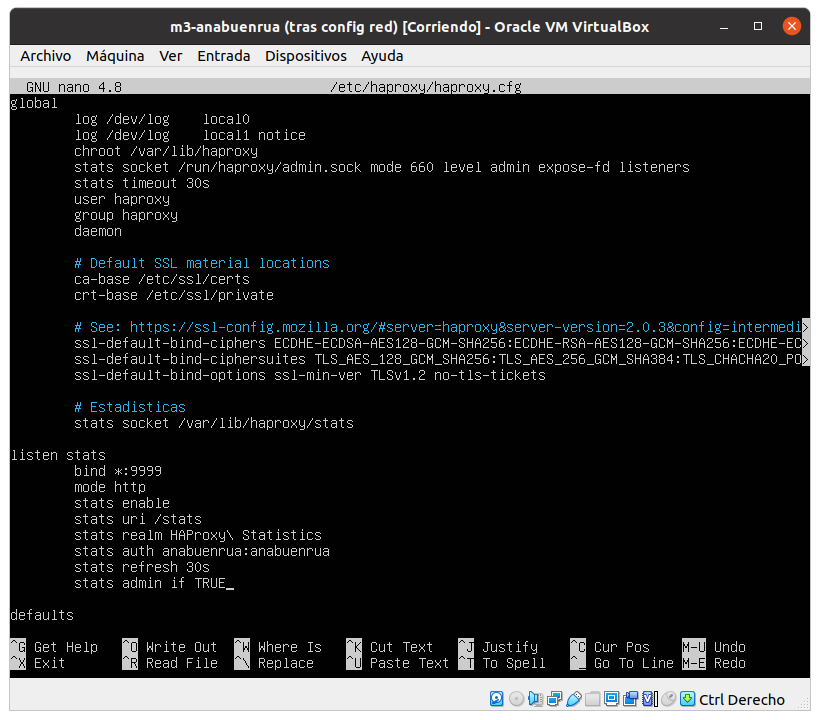 m3-anabuenrua (tras config red) [Corriendo] - Oracle VM VirtualBox
Archivo Máquina Ver Entrada Dispositivos Ayuda
GNU nano 4.8 /etc/haproxy/haproxy.cfg
global
log /dev/log local0
log /dev/log local1 notice
chroot /var/lib/haproxy
stats socket /run/haproxy/admin.sock mode 660 level admin expose-fd listeners
stats timeout 30s
user haproxy
group haproxy
daemon
# Default SSL material locations
ca-base /etc/ssl/certs
crt-base /etc/ssl/private
# See: https://ssl-config.mozilla.org/#server=haproxy&server-version=2.0.3&config=intermedi>
ssl-default-bind-ciphers ECDHE-ECDSA-AES128-GCM-SHA256:ECDHE-RSA-AES128-GCM-SHA256:ECDHE-EC>
ssl-default-bind-ciphersuites TLS_AES_128_GCM_SHA256:TLS_AES_256_GCM_SHA384:TLS_CHACHA20_PO>
ssl-default-bind-options ssl-min-ver TLSv1.2 no-tls-tickets
# Estadisticas
stats socket /var/lib/haproxy/stats
listen stats
bind *:9999
mode http
stats enable
stats uri /stats
stats realm HAProxy\ Statistics
stats auth anabuenrua:anabuenrua
stats refresh 30s
stats admin if TRUE_
defaults
^G Get Help ^O Write Out ^W Where Is ^K Cut Text ^J Justify ^C Cur Pos M-U Undo
^X Exit ^R Read File ^\ Replace ^U Paste Text ^T To Spell ^_ Go To Line M-E Redo
Ctrl Derecho